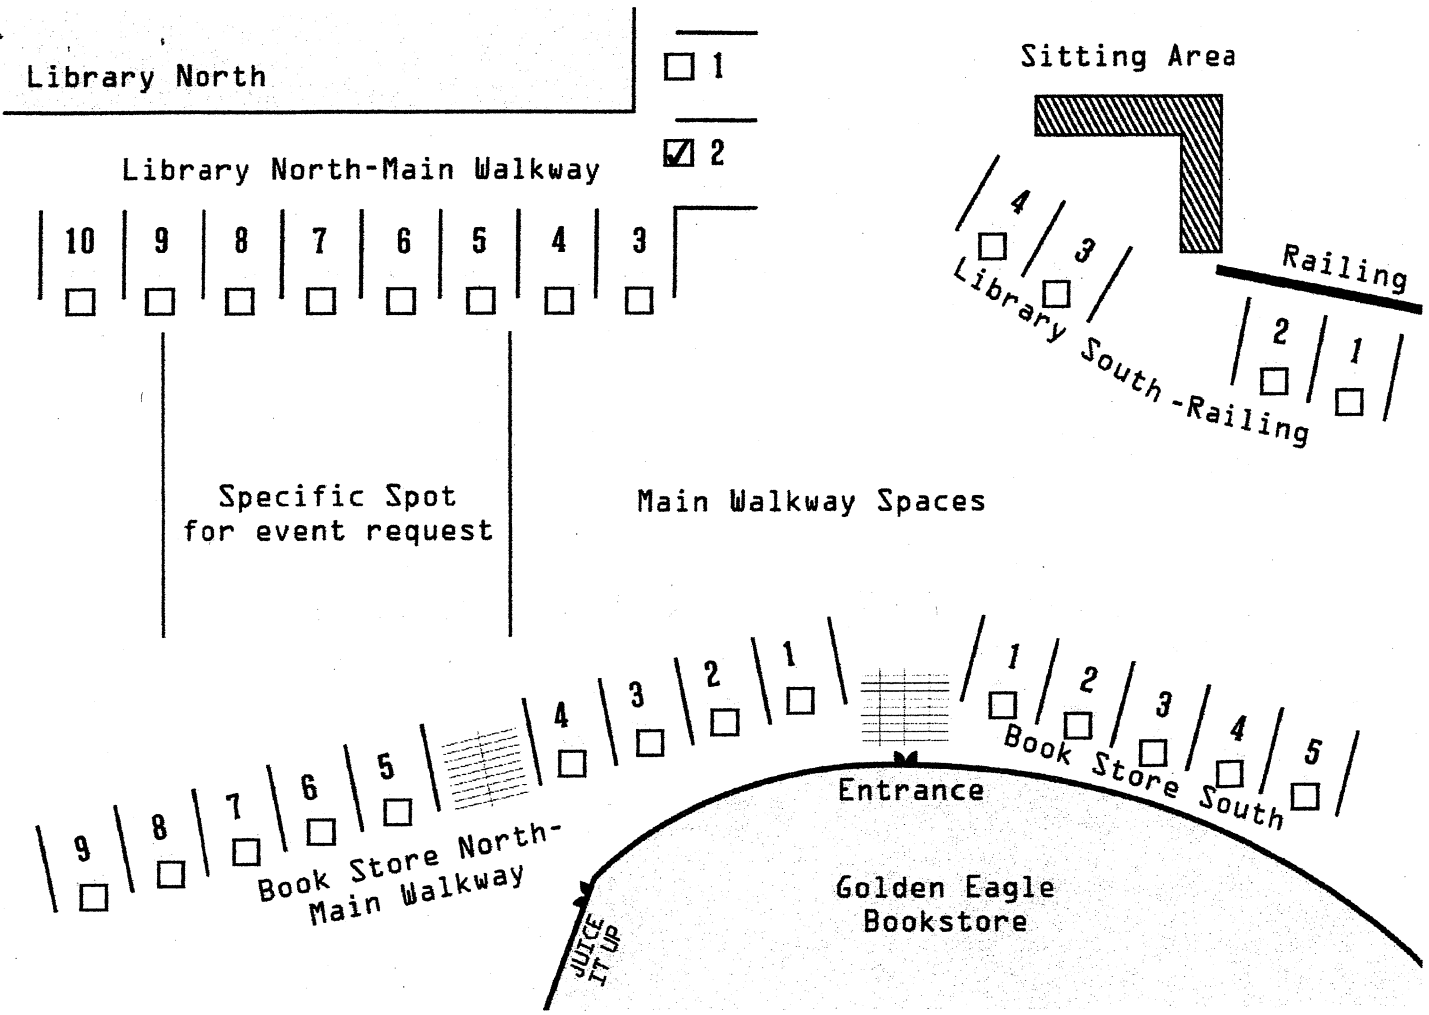 Library North
1
2
Sitting Area
Library North-Main Walkway
10 9 8 7 6 5 4 3
4
3
Library South-Railing
Railing
2
1
Specific Spot
for event request
Main Walkway Spaces
9 8 7 6 5 4 3 2 1
Book Store North-
Main Walkway
1 2 3 4 5
Book Store South
Entrance
Golden Eagle
Bookstore
JUICE
IT UP